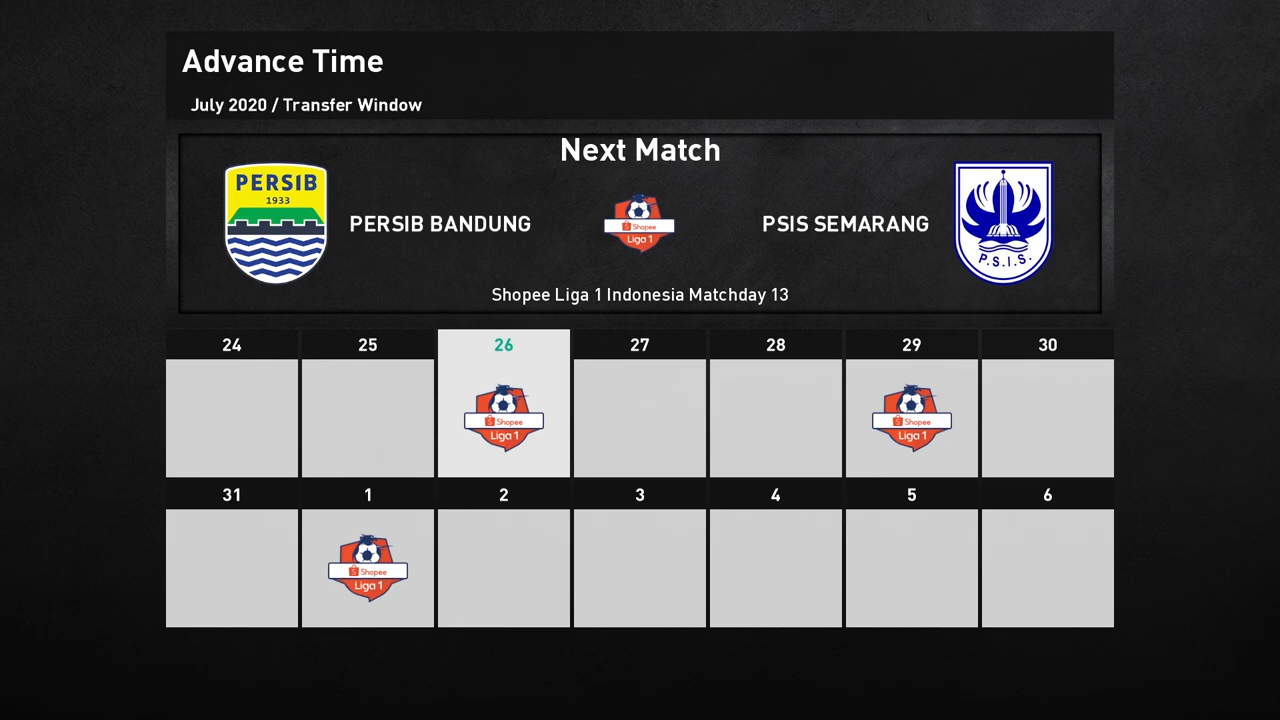 Advance Time
July 2020 / Transfer Window
Next Match
PERSIB
1933
PERSIB BANDUNG
Shopee
Liga 1
PSIS SEMARANG
P.S.I.S.
Shopee Liga 1 Indonesia Matchday 13
24 25 26 27 28 29 30
Shopee
Liga 1
Shopee
Liga 1
31 1 2 3 4 5 6
Shopee
Liga 1